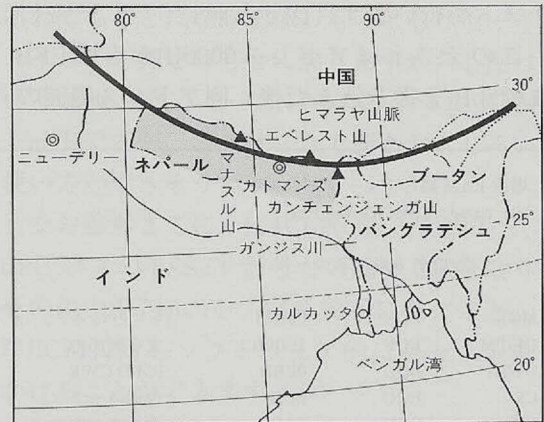 80°
85°
90°
中国
30°
ヒマラヤ山脈
エベレスト山
ニューデリー
ネパール
マナスル山
カトマンズ
ブータン
カンチェンジェンガ山
25°
バングラデシュ
ガンジス川
インド
カルカッタ
ベンガル湾
20°